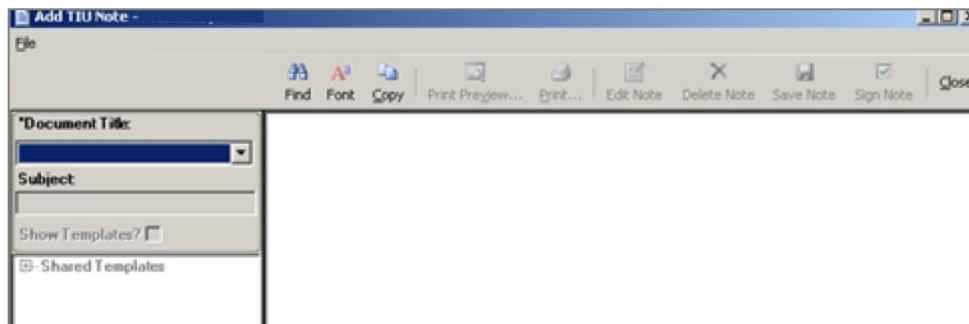 Add TIU Note -
File
Find Font Copy Print Preview... Print... Edit Note Delete Note Save Note Sign Note Close
*Document Title:
Subject
Show Templates?
Shared Templates